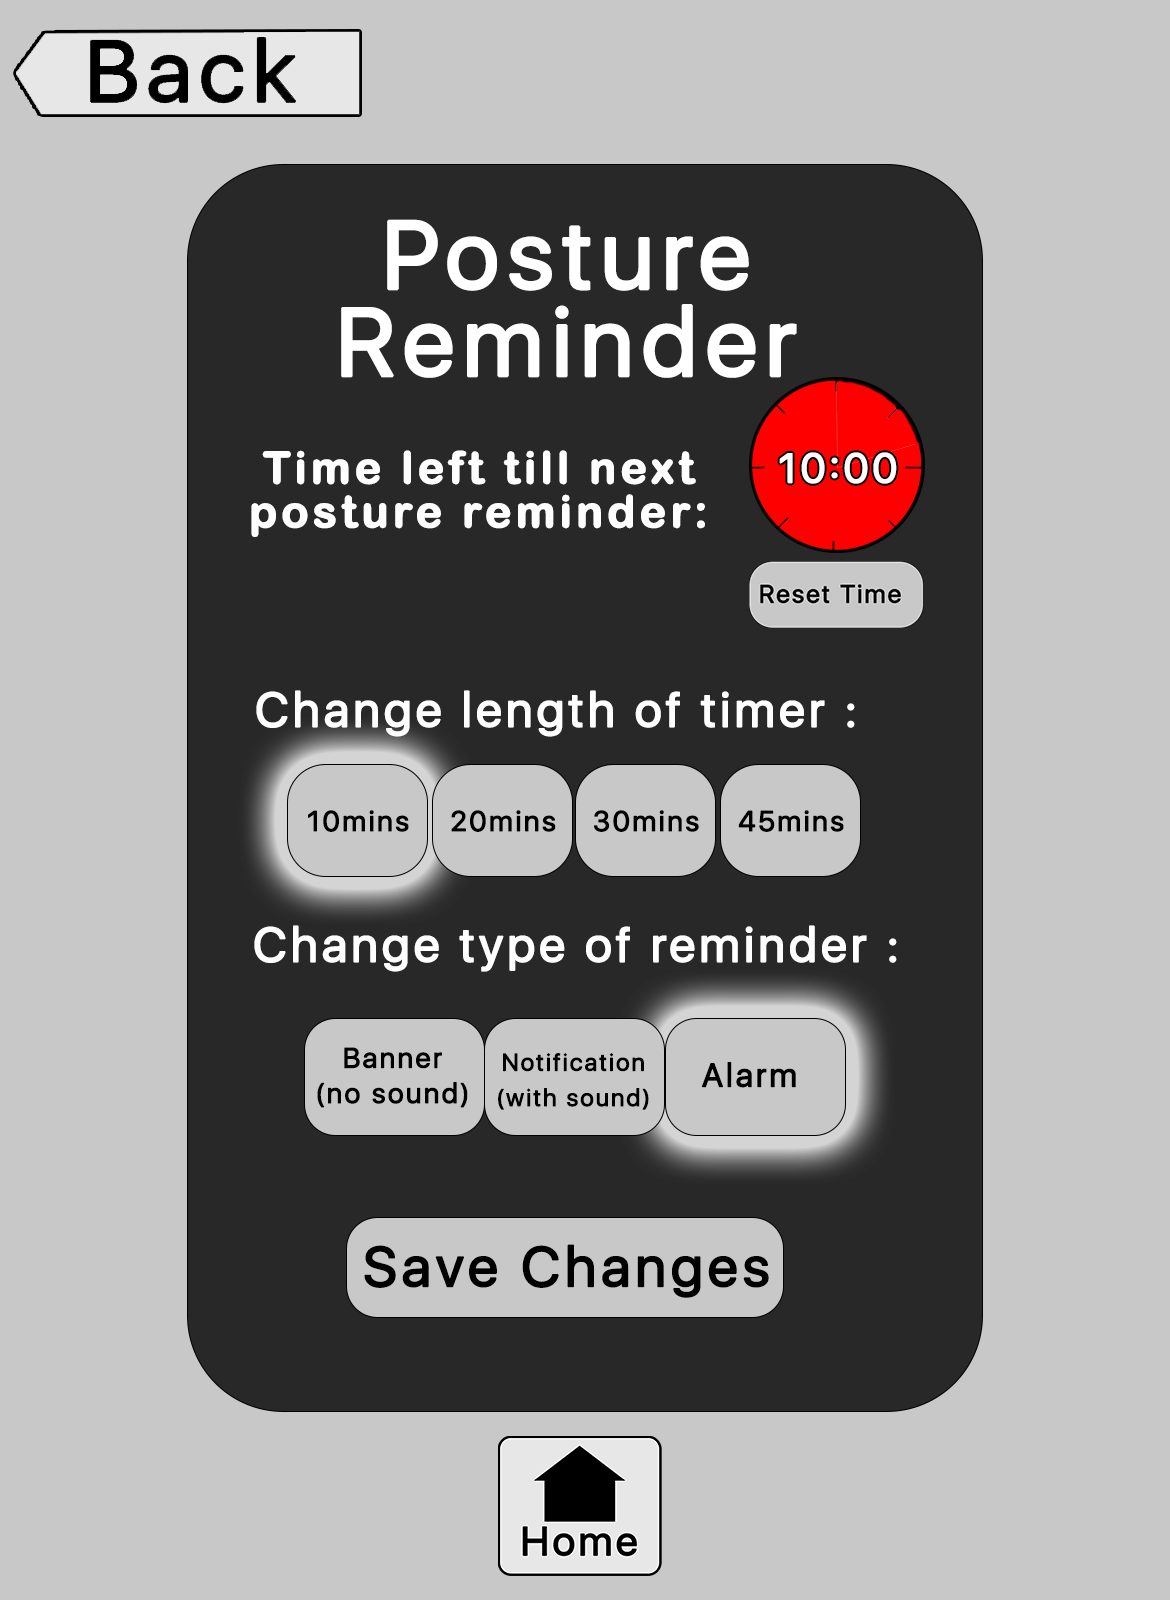 Back
Posture
Reminder
Time left till next
posture reminder:
10:00
Reset Time
Change length of timer :
10mins 20mins 30mins 45mins
Change type of reminder :
Banner
(no sound)
Notification
(with sound)
Alarm
Save Changes
Home